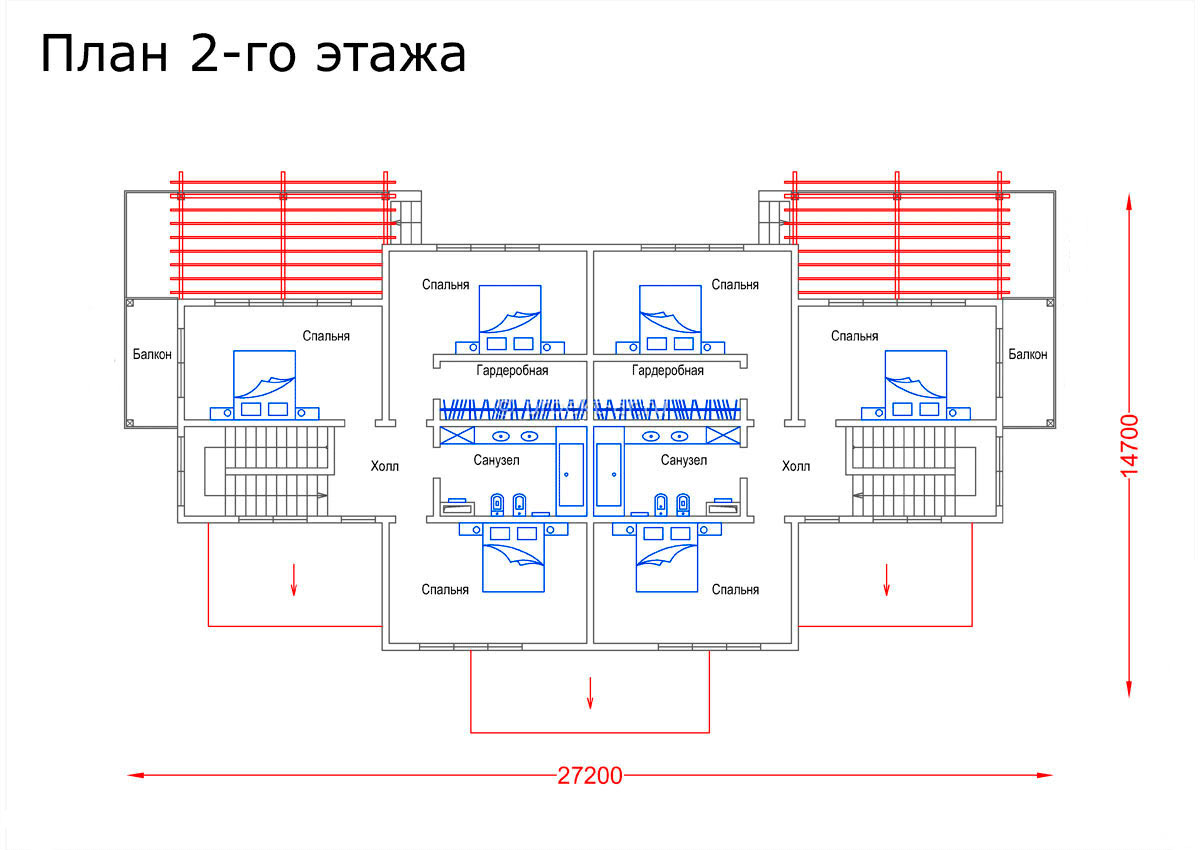 План 2-го этажа
Спальня
Спальня
Спальня
Спальня
Балкон
Балкон
Гардеробная
Гардеробная
Холл
Санузел
Санузел
Холл
Спальня
Спальня
14700
27200